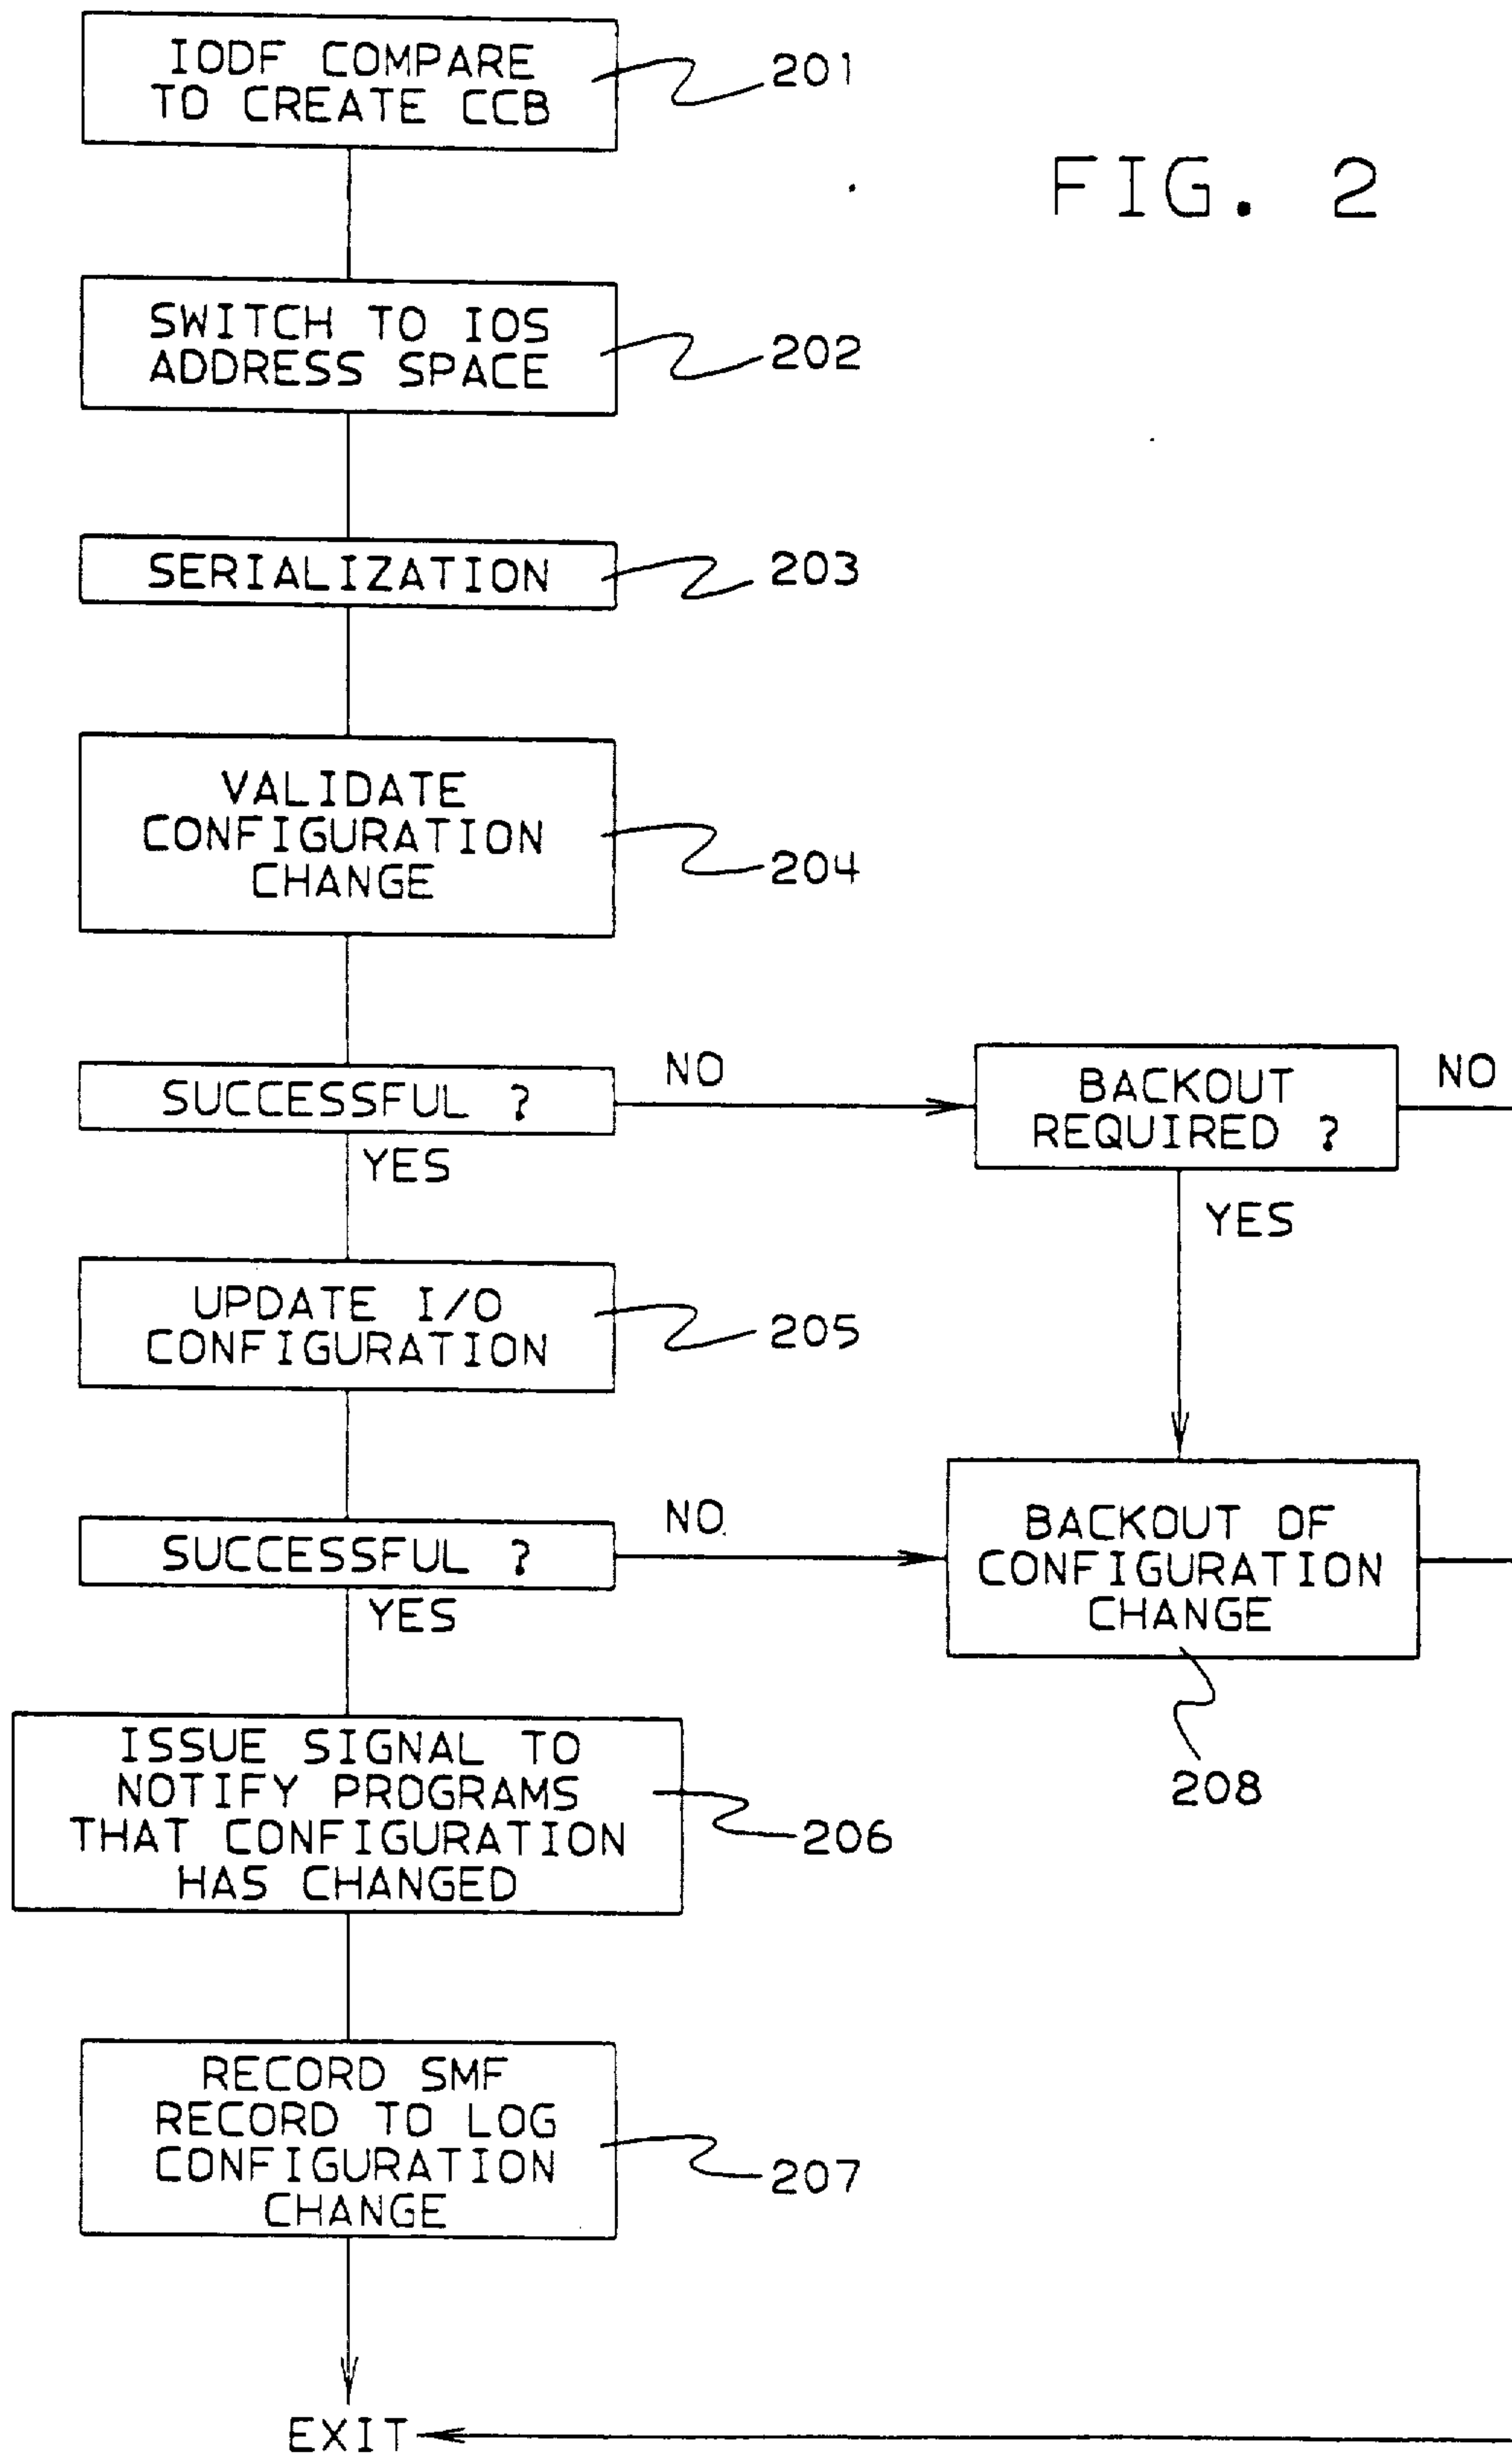 IODF COMPARE
TO CREATE CCB
201
FIG. 2
SWITCH TO IOS
ADDRESS SPACE
202
SERIALIZATION
203
VALIDATE
CONFIGURATION
CHANGE
204
SUCCESSFUL ?
NO
YES
BACKOUT
REQUIRED ?
NO
YES
UPDATE I/O
CONFIGURATION
205
SUCCESSFUL ?
NO
YES
BACKOUT OF
CONFIGURATION
CHANGE
208
ISSUE SIGNAL TO
NOTIFY PROGRAMS
THAT CONFIGURATION
HAS CHANGED
206
RECORD SMF
RECORD TO LOG
CONFIGURATION
CHANGE
207
EXIT